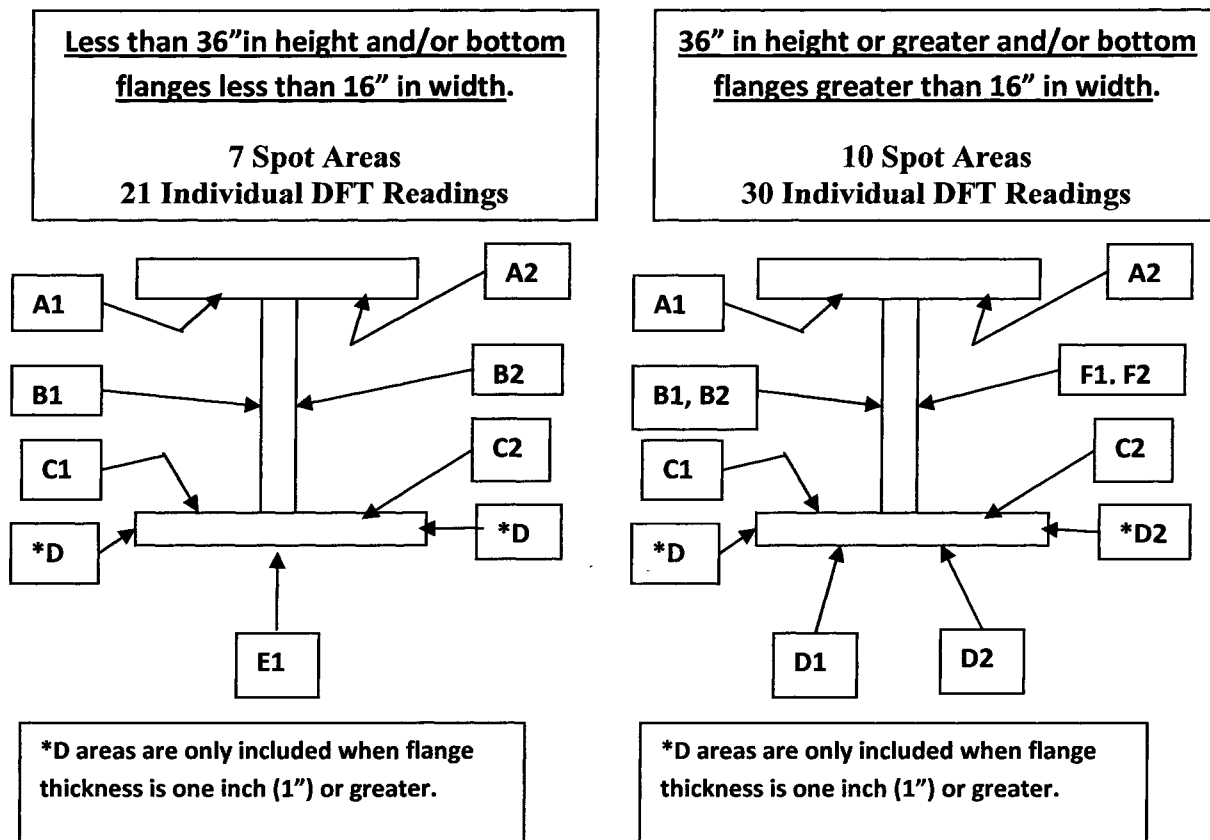 Less than 36”in height and/or bottom
flanges less than 16” in width.
7 Spot Areas
21 Individual DFT Readings
A1
A2
B1
B2
C1
C2
*D
*D
E1
*D areas are only included when flange
thickness is one inch (1”) or greater.
36” in height or greater and/or bottom
flanges greater than 16” in width.
10 Spot Areas
30 Individual DFT Readings
A1
A2
B1, B2
F1. F2
C1
C2
*D
*D2
D1
D2
*D areas are only included when flange
thickness is one inch (1”) or greater.